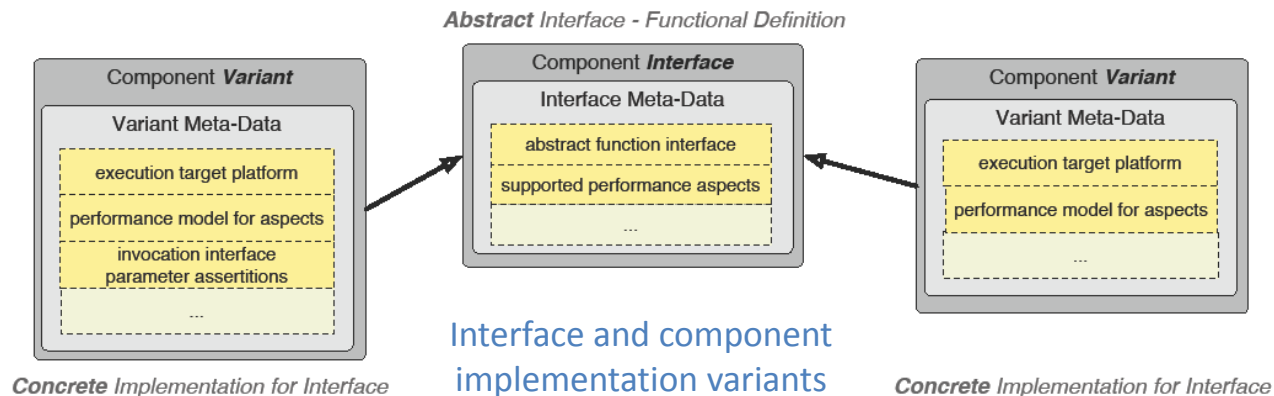 Abstract Interface - Functional Definition
Component Variant
Variant Meta-Data
execution target platform
performance model for aspects
invocation interface
parameter assertitions
...
Concrete Implementation for Interface
Component Interface
Interface Meta-Data
abstract function interface
supported performance aspects
...
Interface and component
implementation variants
Component Variant
Variant Meta-Data
execution target platform
performance model for aspects
...
Concrete Implementation for Interface